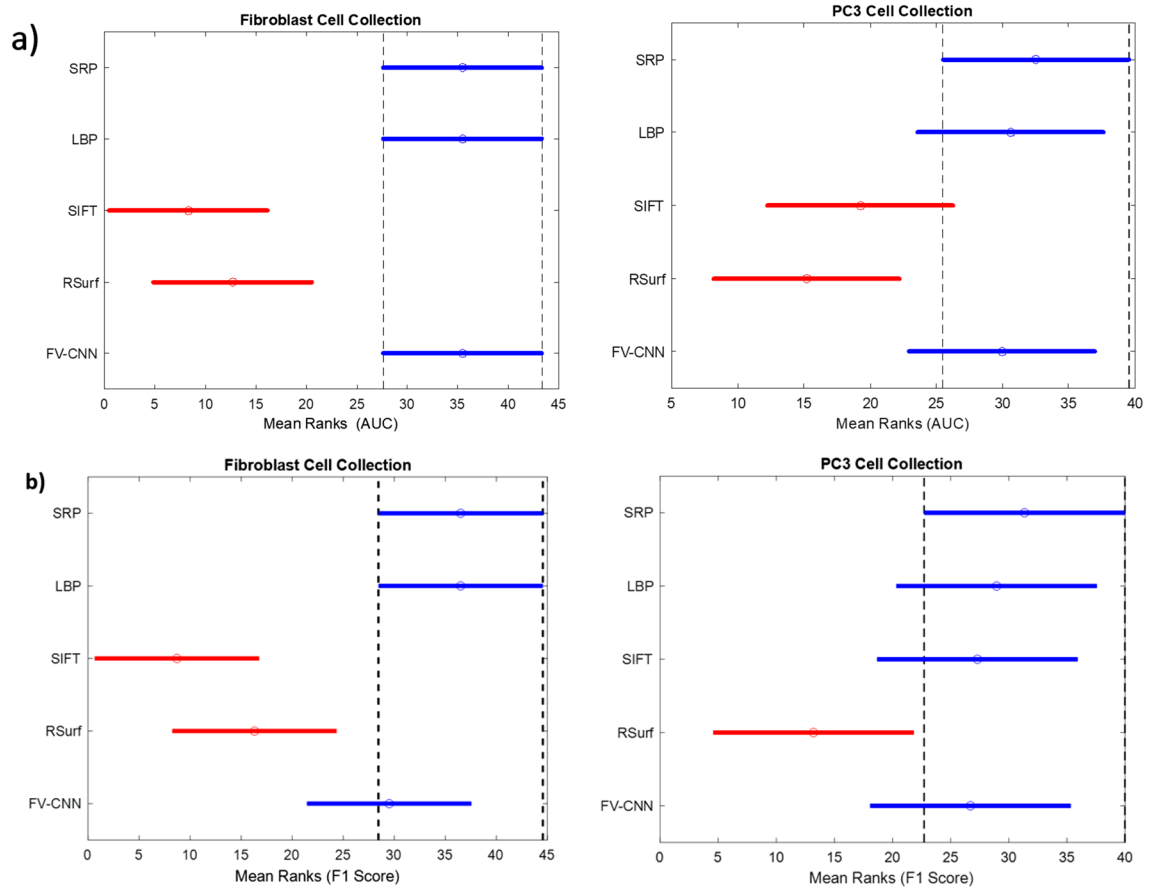 a)
Fibroblast Cell Collection
SRP
LBP
SIFT
RSurf
FV-CNN
0 5 10 15 20 25 30 35 40 45
Mean Ranks (AUC)
PC3 Cell Collection
SRP
LBP
SIFT
RSurf
FV-CNN
5 10 15 20 25 30 35 40
Mean Ranks (AUC)
b)
Fibroblast Cell Collection
SRP
LBP
SIFT
RSurf
FV-CNN
0 5 10 15 20 25 30 35 40 45
Mean Ranks (F1 Score)
PC3 Cell Collection
SRP
LBP
SIFT
RSurf
FV-CNN
0 5 10 15 20 25 30 35 40
Mean Ranks (F1 Score)